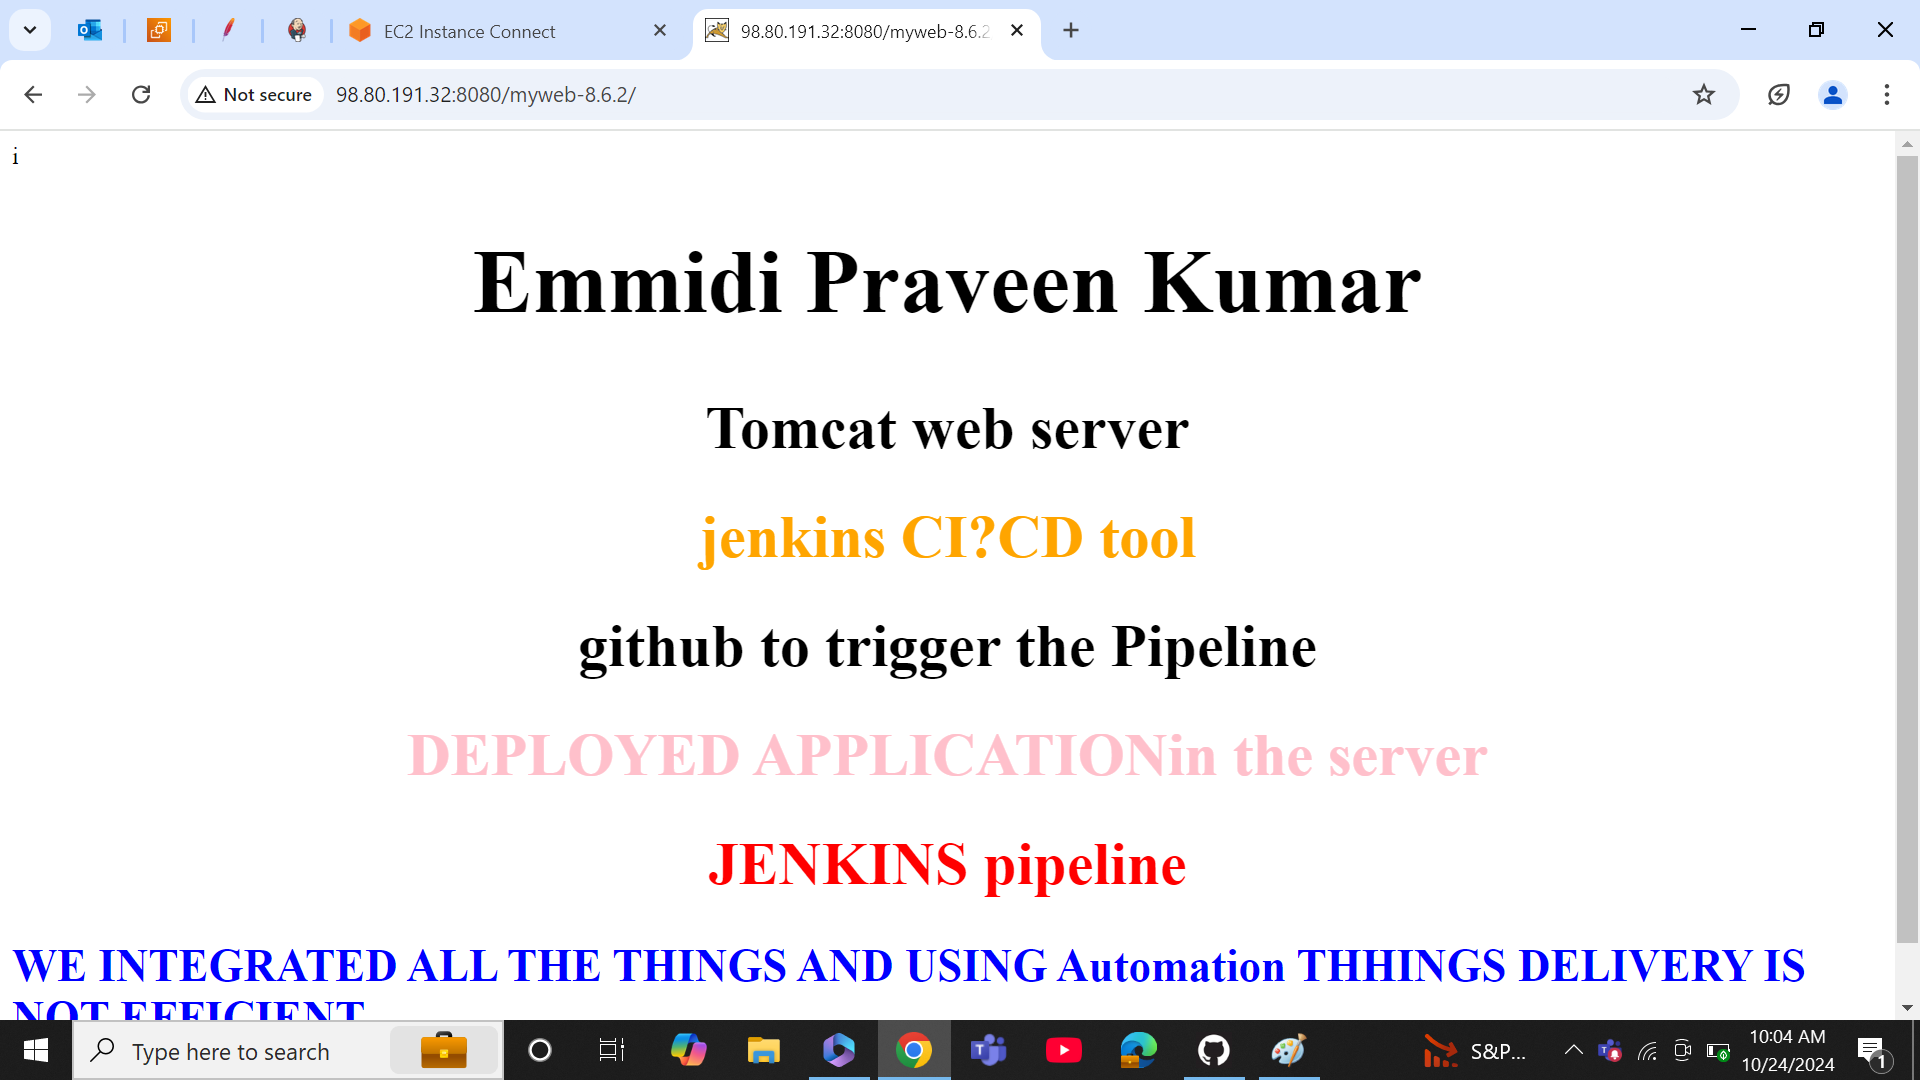 EC2 Instance Connect
98.80.191.32:8080/myweb-8.6.2
Not secure
98.80.191.32:8080/myweb-8.6.2/
i
Emmidi Praveen Kumar
Tomcat web server
jenkins CI?CD tool
github to trigger the Pipeline
DEPLOYED APPLICATIONin the server
JENKINS pipeline
WE INTEGRATED ALL THE THINGS AND USING Automation THHINGS DELIVERY IS
NOT EFFICIENT
Type here to search
S&P...
10:04 AM
10/24/2024
1